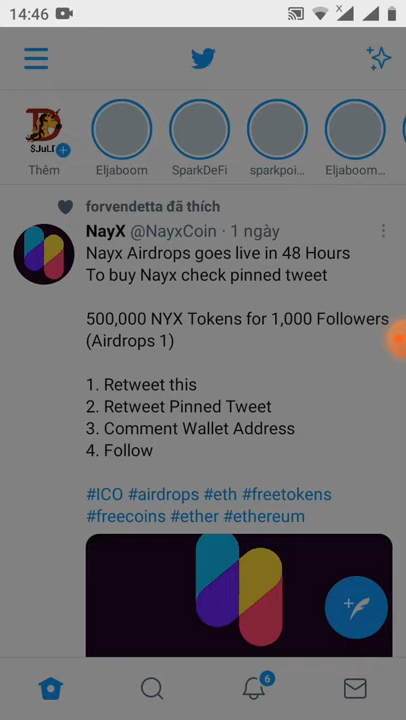 14:46
$JuLD
Thêm
Eljaboom
SparkDeFi
sparkpoi...
Eljaboom...
forvendetta đã thích
NayX @NayxCoin · 1 ngày
Nayx Airdrops goes live in 48 Hours
To buy Nayx check pinned tweet
500,000 NYX Tokens for 1,000 Followers
(Airdrops 1)
1. Retweet this
2. Retweet Pinned Tweet
3. Comment Wallet Address
4. Follow
#ICO #airdrops #eth #freetokens
#freecoins #ether #ethereum
6